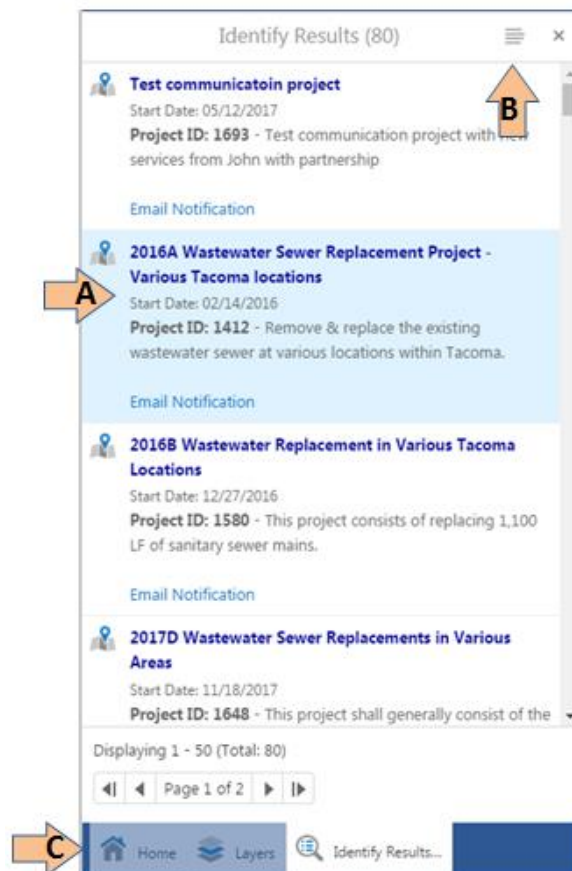 Identify Results (80)
B
Test communicatoin project
Start Date: 05/12/2017
Project ID: 1693 - Test communication project with new
services from John with partnership
Email Notification
A
2016A Wastewater Sewer Replacement Project -
Various Tacoma locations
Start Date: 02/14/2016
Project ID: 1412 - Remove & replace the existing
wastewater sewer at various locations within Tacoma.
Email Notification
2016B Wastewater Replacement in Various Tacoma
Locations
Start Date: 12/27/2016
Project ID: 1580 - This project consists of replacing 1,100
LF of sanitary sewer mains.
Email Notification
2017D Wastewater Sewer Replacements in Various
Areas
Start Date: 11/18/2017
Project ID: 1648 - This project shall generally consist of the
Displaying 1 - 50 (Total: 80)
Page 1 of 2
C
Home Layers Identify Results...